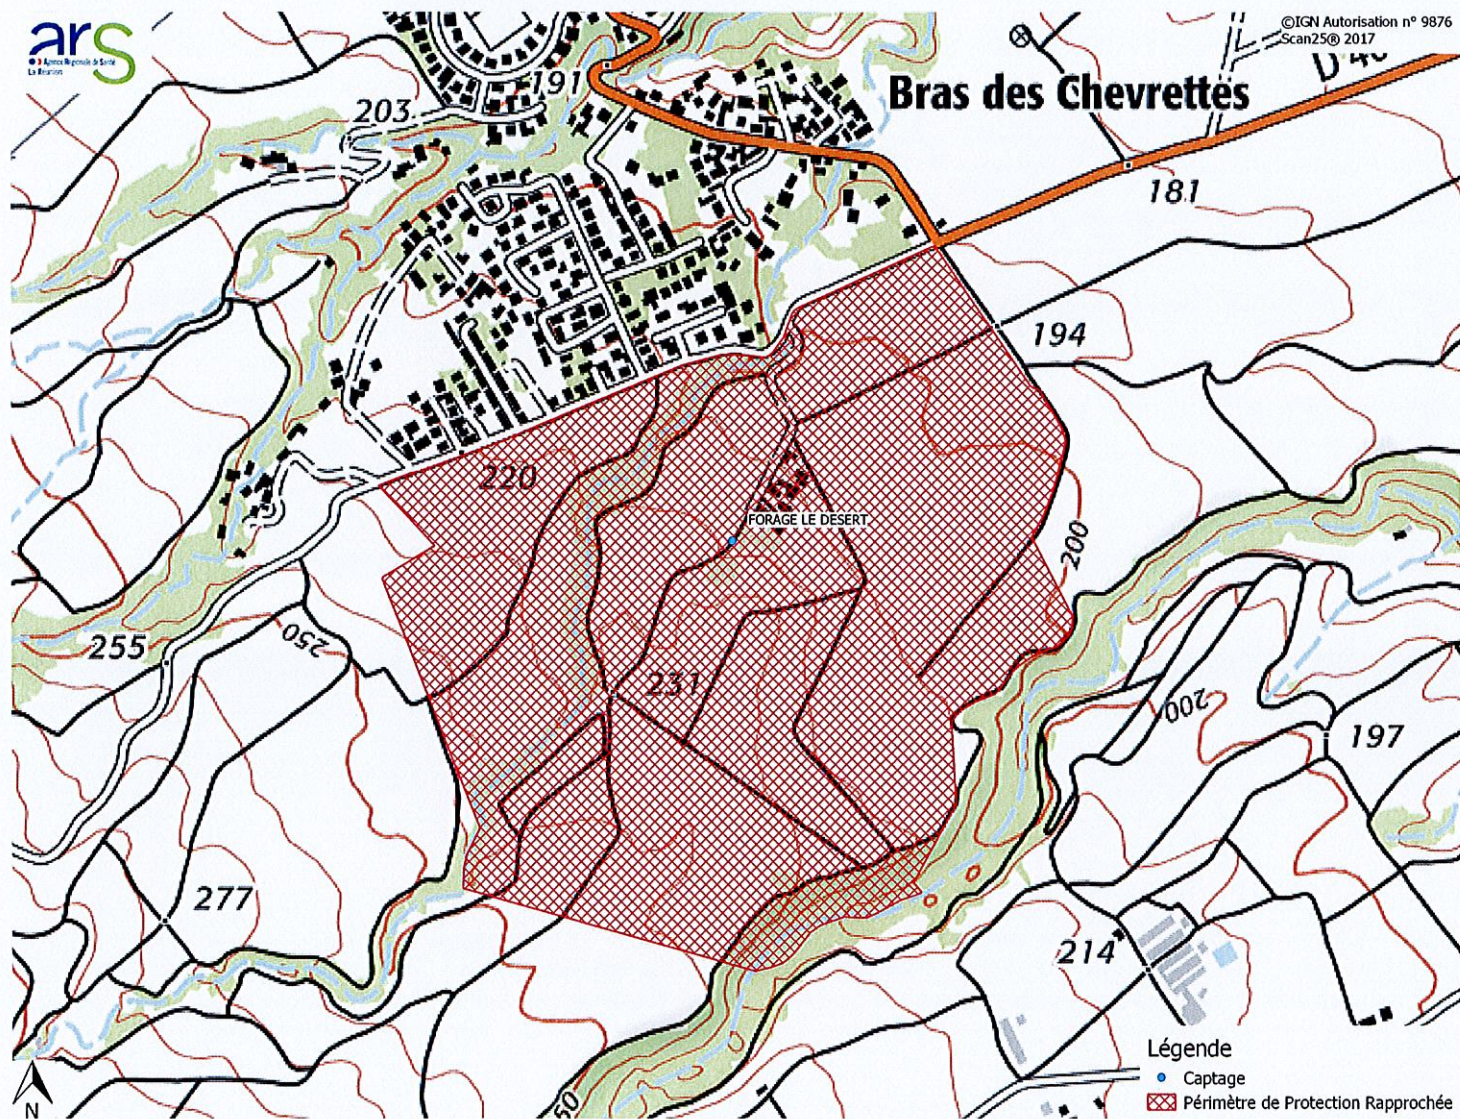 ©IGN Autorisation n° 9876
Scan25® 2017
ars
Agence Régionale de Santé
La Réunion
191
203
Bras des Chevrettes
181
194
220
FORAGE LE DESERT
200
255
250
231
200
197
277
214
Légende
Captage
Périmètre de Protection Rapprochée
N